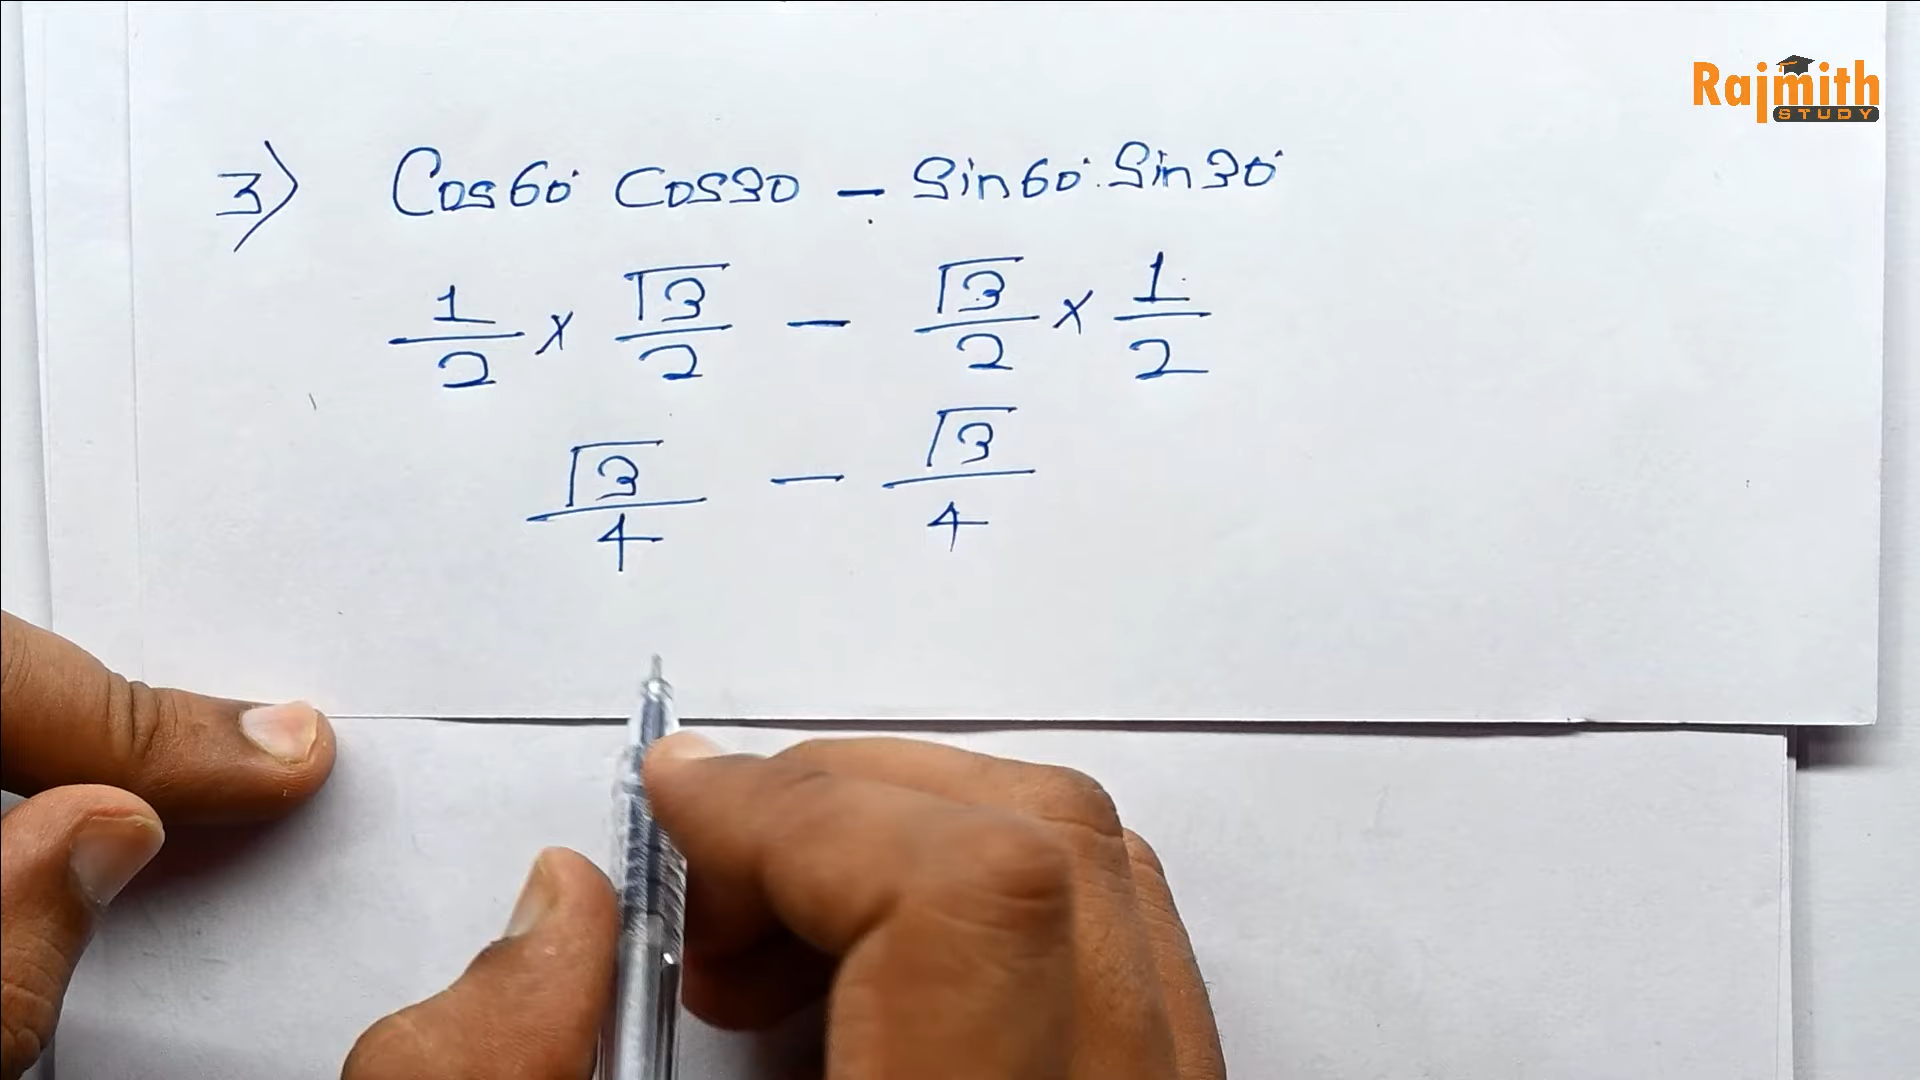 Rajmith
STUDY
3) Cos60° Cos30 - Sin60°. Sin30°
1/2 × √3/2 - √3/2 × 1/2
√3/4 - √3/4